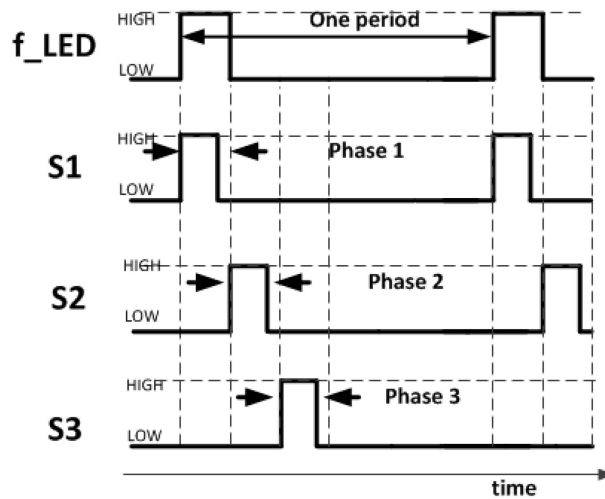 HIGH
One period
f_LED
LOW
HIGH
Phase 1
S1
LOW
HIGH
Phase 2
S2
LOW
HIGH
Phase 3
S3
LOW
time